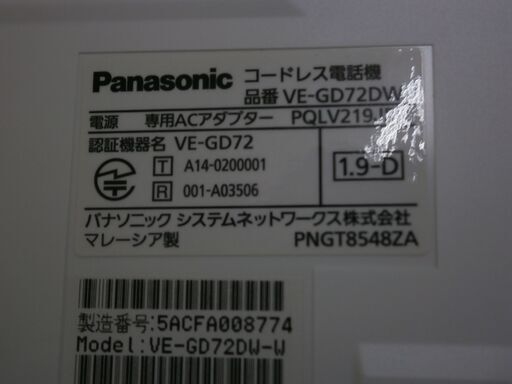 Panasonic コードレス電話機
品番 VE-GD72DW
電源 専用ACアダプター PQLV219J
認証機器名 VE-GD72
T A14-0200001
R 001-A03506
1.9-D
パナソニック システムネットワークス株式会社
マレーシア製 PNGT8548ZA
製造番号:5ACFA008774
Model:VE-GD72DW-W